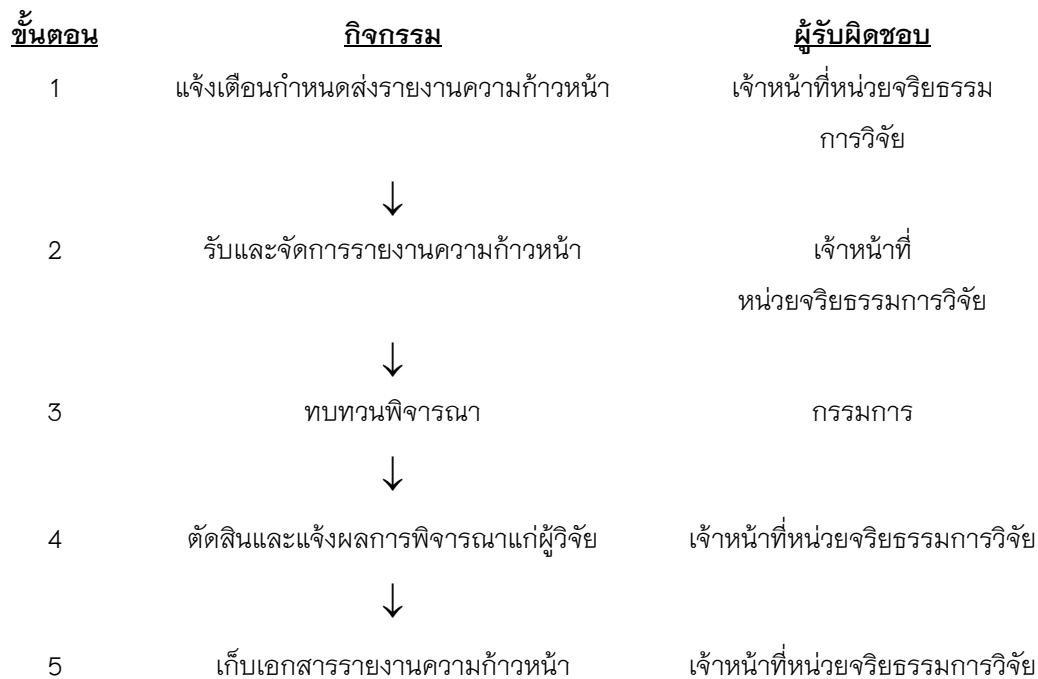 ขั้นตอน กิจกรรม ผู้รับผิดชอบ
1 แจ้งเตือนกำหนดส่งรายงานความก้าวหน้า เจ้าหน้าที่หน่วยจริยธรรม
การวิจัย
↓
2 รับและจัดการรายงานความก้าวหน้า เจ้าหน้าที่
หน่วยจริยธรรมการวิจัย
↓
3 ทบทวนพิจารณา กรรมการ
↓
4 ตัดสินและแจ้งผลการพิจารณาแก่ผู้วิจัย เจ้าหน้าที่หน่วยจริยธรรมการวิจัย
↓
5 เก็บเอกสารรายงานความก้าวหน้า เจ้าหน้าที่หน่วยจริยธรรมการวิจัย